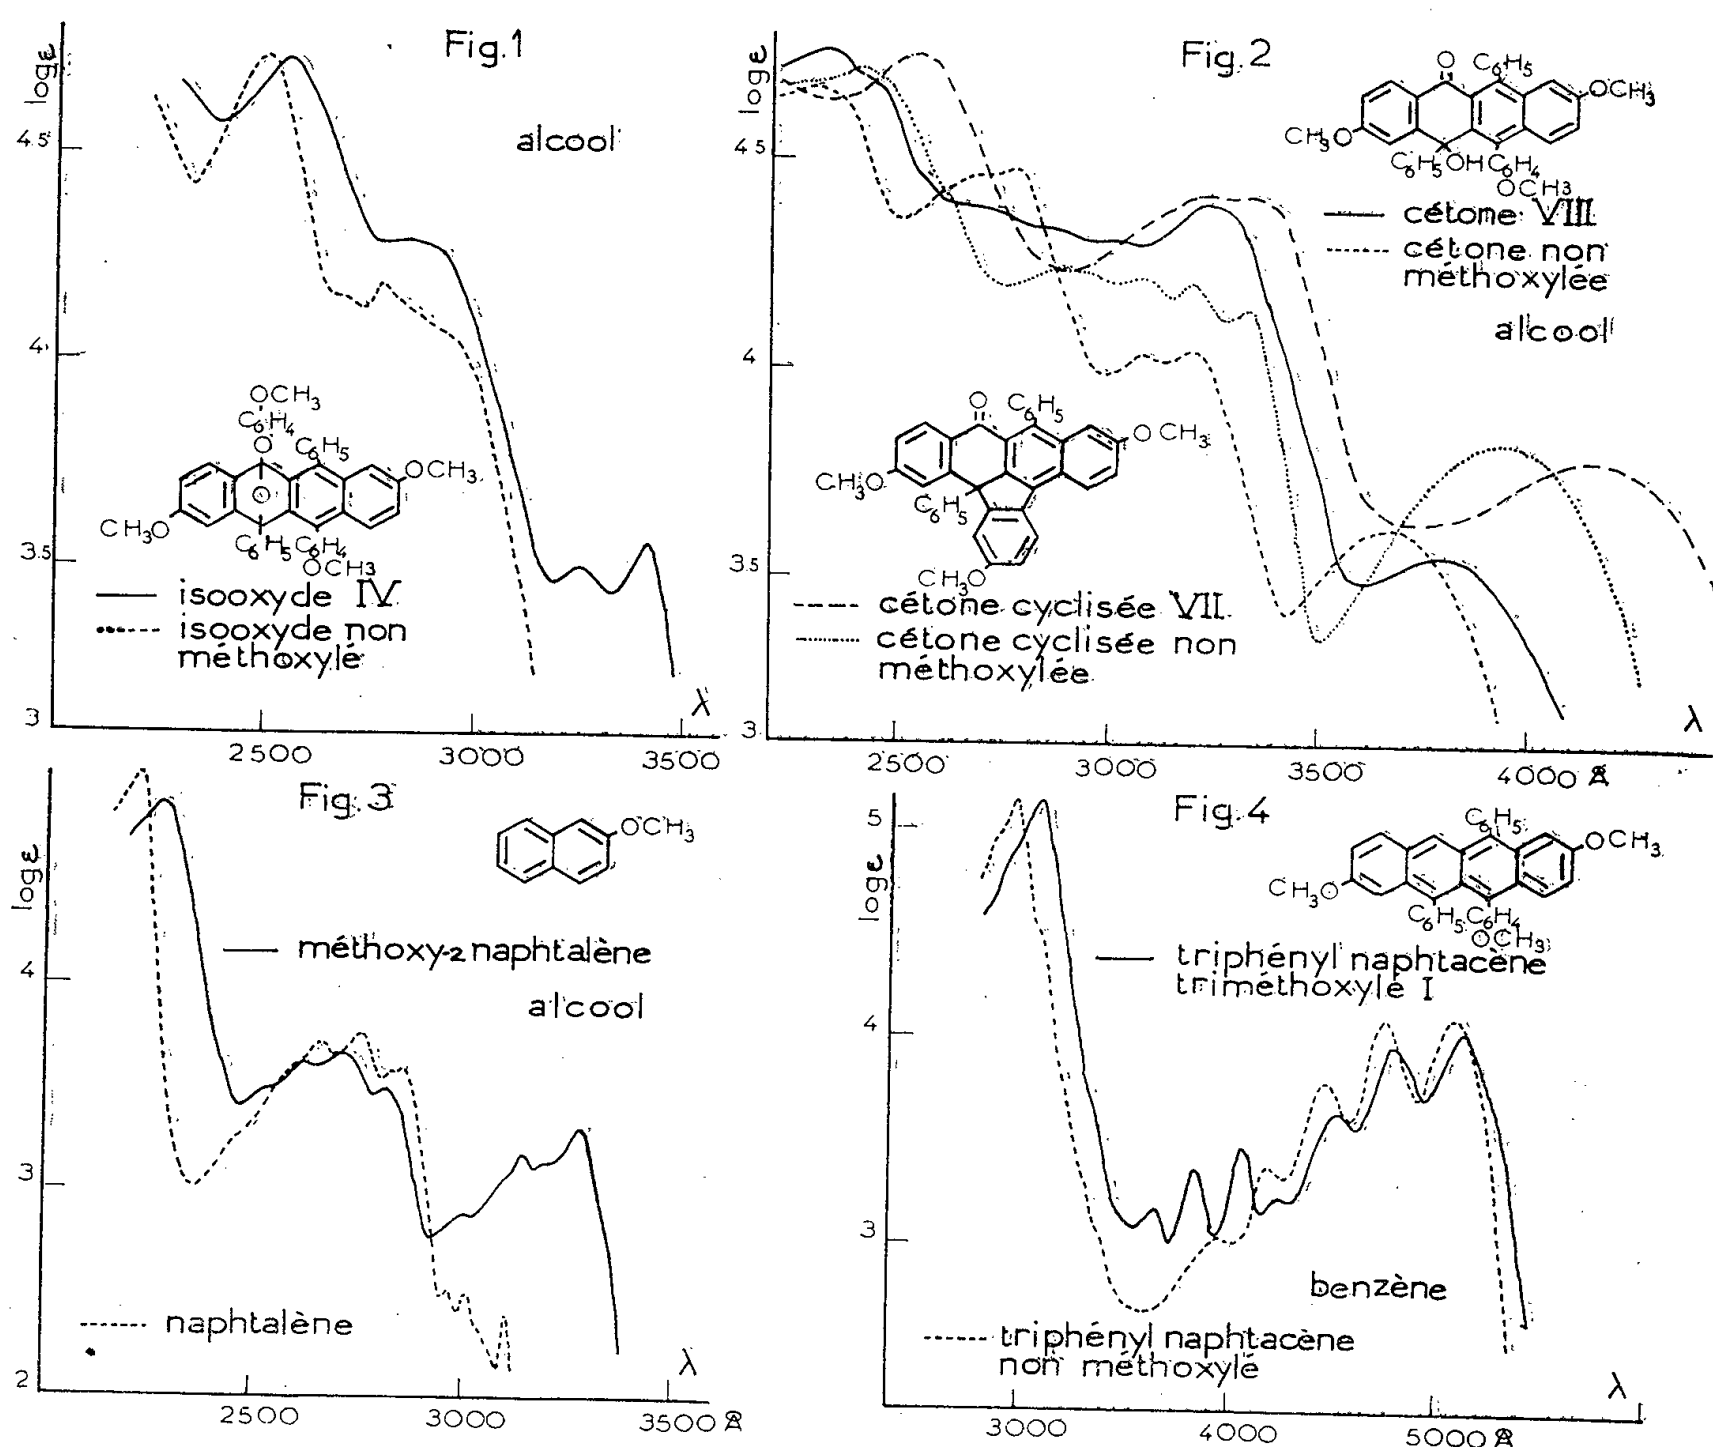 Fig.1
logε
alcool
4.5
4
3.5
3
OCH3
C6H4
O
C6H5
OCH3
O
CH3O
C6H5
C6H4
OCH3
isooxyde IV
isooxyde non
méthoxylé
λ
2500
3000
3500
Fig.2
logε
4.5
4
3.5
3
O
C6H5
OCH3
CH3O
C6H5
OH
C6H4
OCH3
cétone VIII
cétone non
méthoxylée
alcool
O
C6H5
O CH3
CH3O
C6H5
OCH3
cétone cyclisée VII
cétone cyclisée non
méthoxylée
λ
2500
3000
3500
4000 Å
Fig.3
logε
4
3
2
OCH3
méthoxy-2 naphtalène
alcool
naphtalène
λ
2500
3000
3500 Å
Fig.4
logε
5
4
3
C6H5
OCH3
CH3O
C6H5
C6H4
OCH3
triphényl naphtacène
triméthoxylé I
benzène
triphényl naphtacène
non méthoxylé
λ
3000
4000
5000 Å